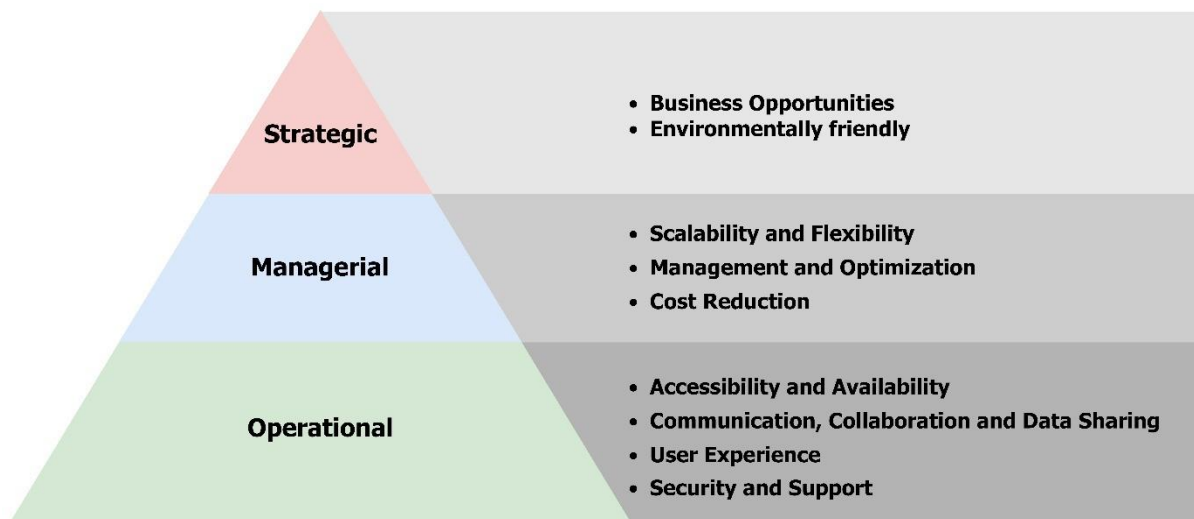 Strategic
• Business Opportunities
• Environmentally friendly
Managerial
• Scalability and Flexibility
• Management and Optimization
• Cost Reduction
Operational
• Accessibility and Availability
• Communication, Collaboration and Data Sharing
• User Experience
• Security and Support